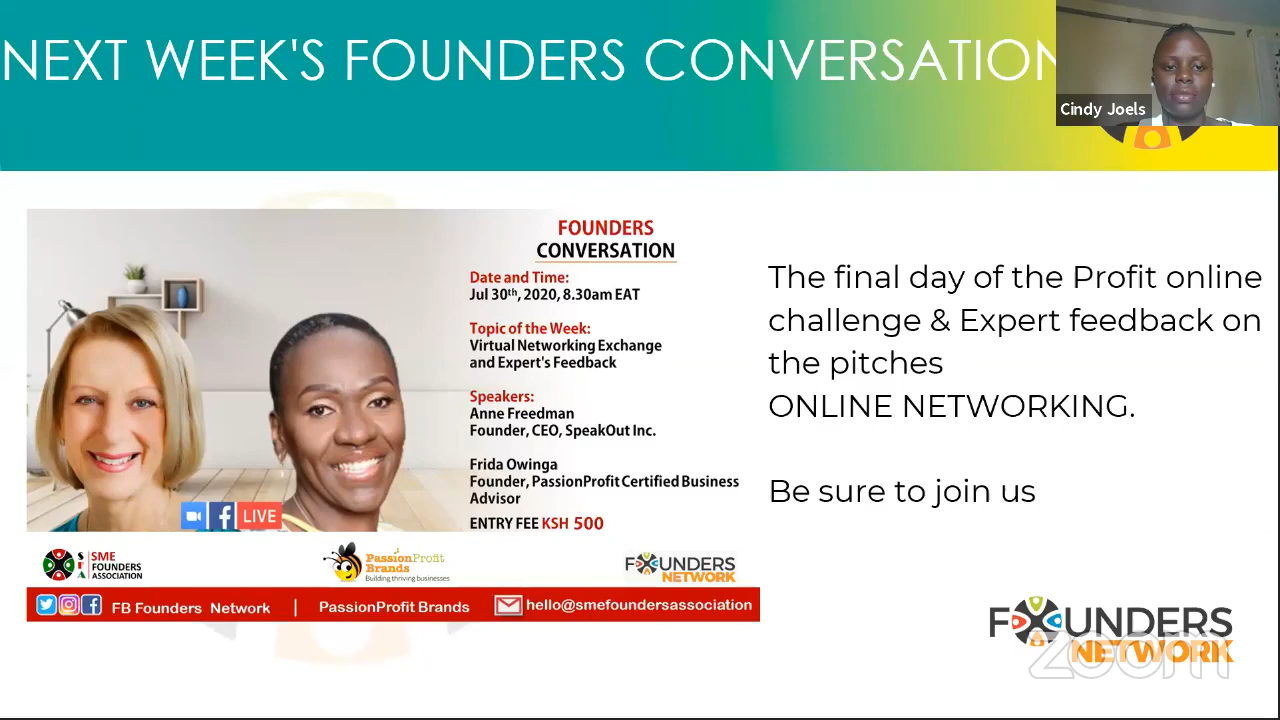 NEXT WEEK'S FOUNDERS CONVERSATION
Cindy Joels
FOUNDERS
CONVERSATION
Date and Time:
Jul 30th, 2020, 8.30am EAT
Topic of the Week:
Virtual Networking Exchange
and Expert's Feedback
Speakers:
Anne Freedman
Founder, CEO, SpeakOut Inc.
Frida Owinga
Founder, PassionProfit Certified Business
Advisor
ENTRY FEE KSH 500
LIVE
SFA
SME
FOUNDERS
ASSOCIATION
PassionProfit
Brands
Building thriving businesses
FOUNDERS
NETWORK
FB Founders Network | PassionProfit Brands hello@smefoundersassociation
The final day of the Profit online
challenge & Expert feedback on
the pitches
ONLINE NETWORKING.
Be sure to join us
FOUNDERS
NETWORK
zoom